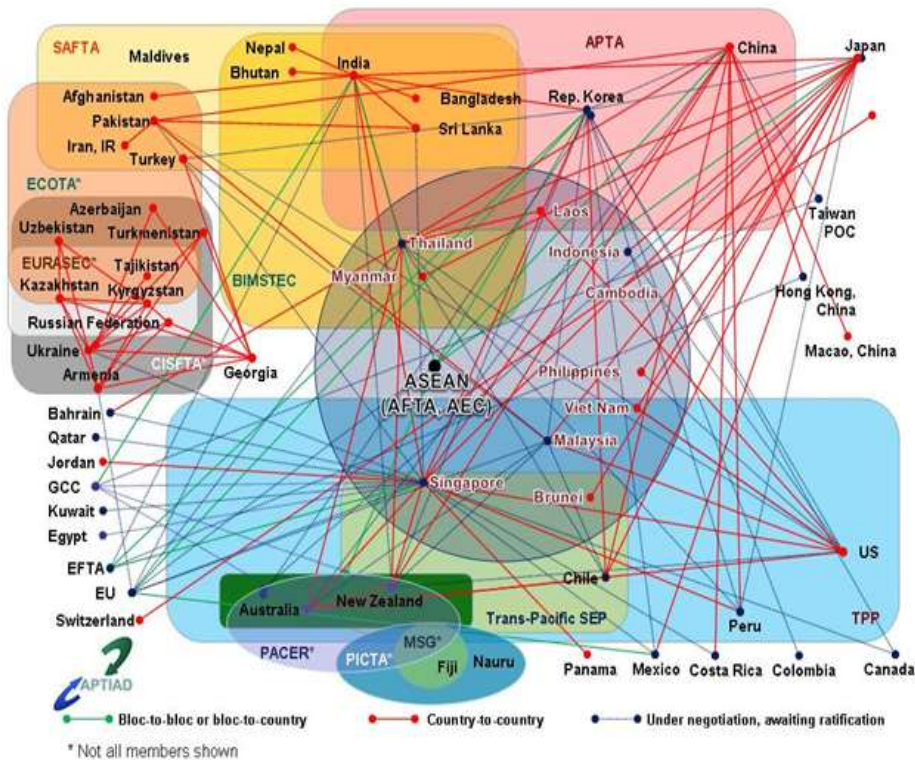 SAFTA
Maldives
Nepal
Bhutan
India
APTA
China
Japan
Afghanistan
Pakistan
Iran, IR
Turkey
Bangladesh
Sri Lanka
Rep. Korea
ECOTA*
Azerbaijan
Uzbekistan
Turkmenistan
EURASEC*
Tajikistan
Kazakhstan
Kyrgyzstan
Russian Federation
Ukraine
CISFTA*
Armenia
Georgia
BIMSTEC
Laos
Thailand
Myanmar
Indonesia
Cambodia
Taiwan
POC
Hong Kong,
China
Macao, China
ASEAN
(AFTA, AEC)
Philippines
Viet Nam
Malaysia
Singapore
Brunei
Bahrain
Qatar
Jordan
GCC
Kuwait
Egypt
EFTA
EU
Switzerland
US
Chile
Peru
TPP
Trans-Pacific SEP
Australia
New Zealand
PACER*
PICTA*
MSG*
Fiji
Nauru
Panama
Mexico
Costa Rica
Colombia
Canada
APTIAD
Bloc-to-bloc or bloc-to-country
Country-to-country
Under negotiation, awaiting ratification
* Not all members shown